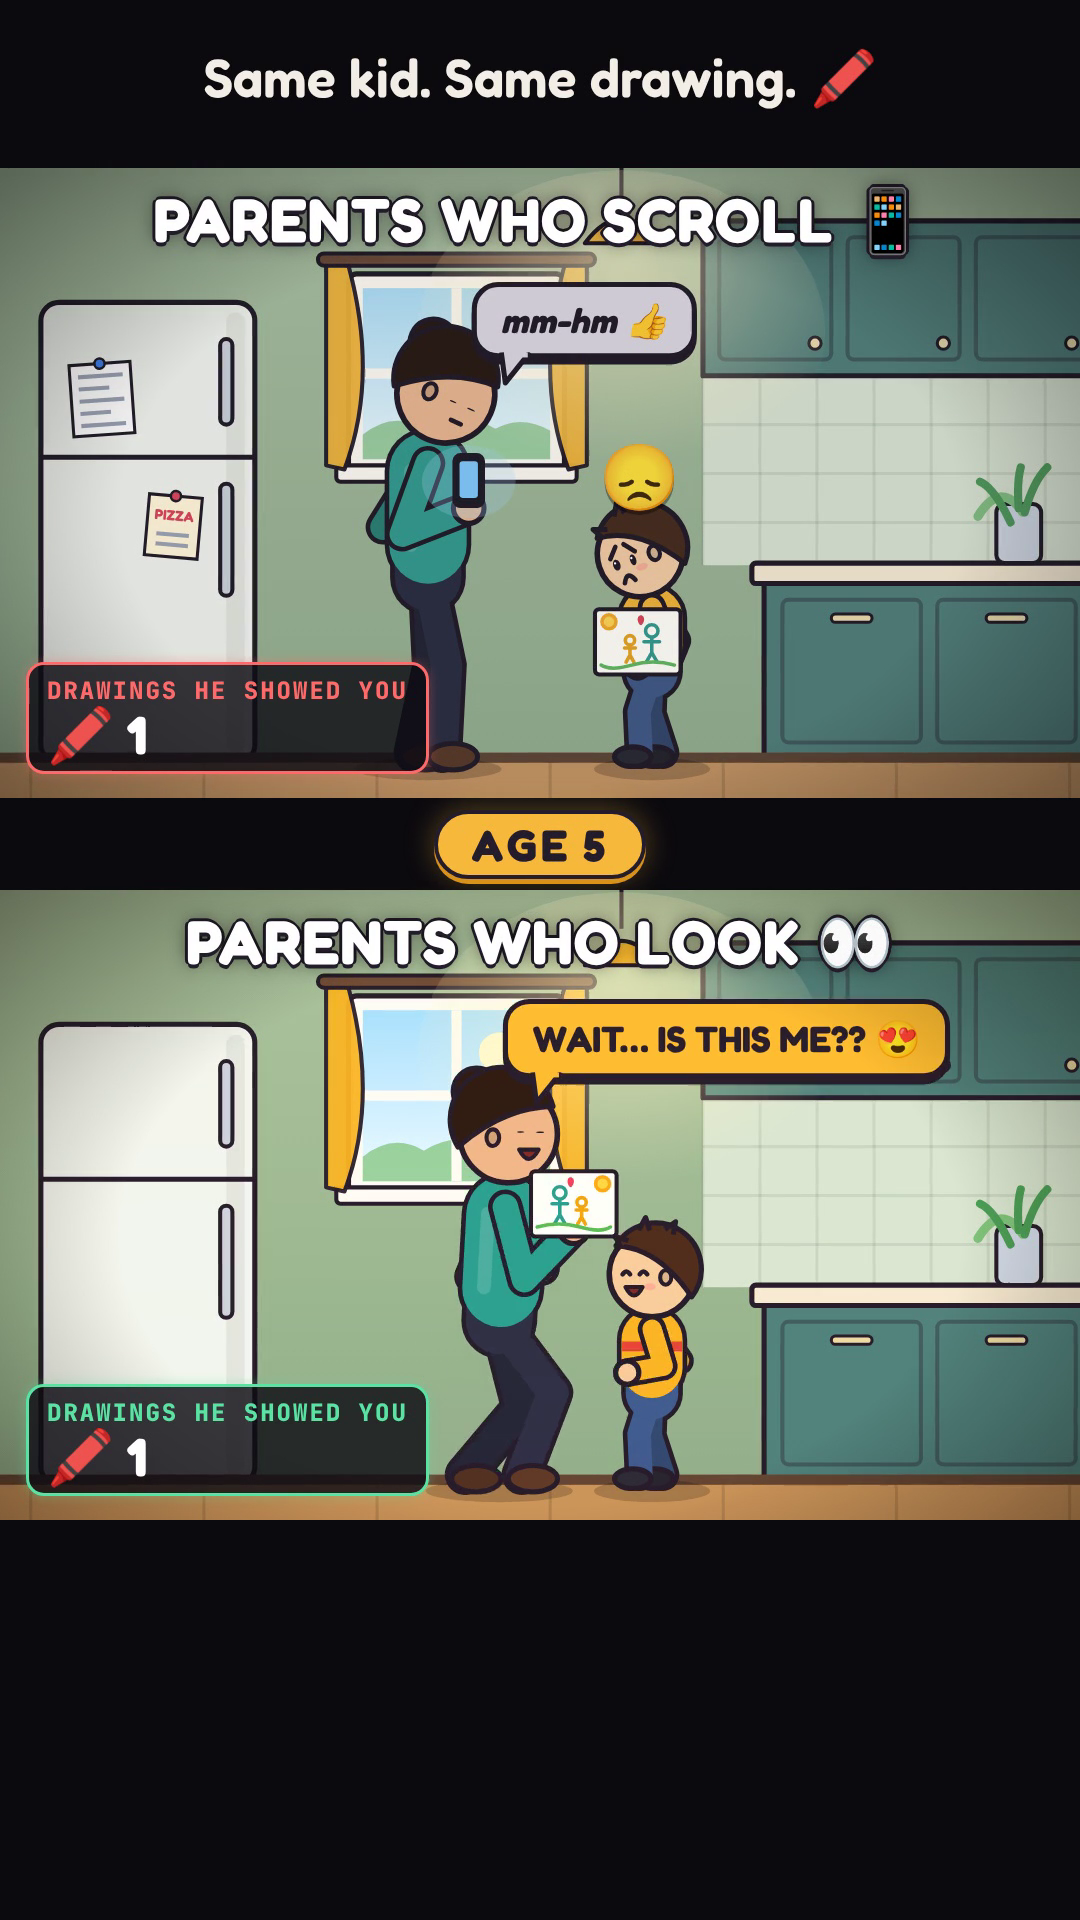 Same kid. Same drawing. 🖍️
PARENTS WHO SCROLL 📱
mm-hm 👍
PIZZA
DRAWINGS HE SHOWED YOU
🖍️ 1
AGE 5
PARENTS WHO LOOK 👀
WAIT... IS THIS ME?? 😍
DRAWINGS HE SHOWED YOU
🖍️ 1